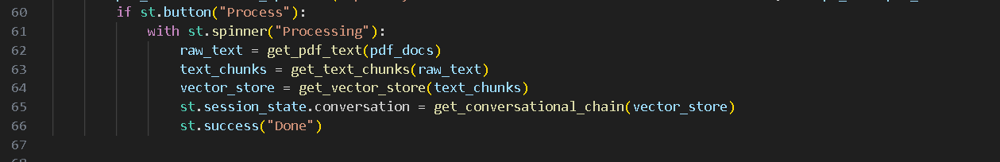 60 if st.button("Process"):
61 with st.spinner("Processing"):
62 raw_text = get_pdf_text(pdf_docs)
63 text_chunks = get_text_chunks(raw_text)
64 vector_store = get_vector_store(text_chunks)
65 st.session_state.conversation = get_conversational_chain(vector_store)
66 st.success("Done")
67